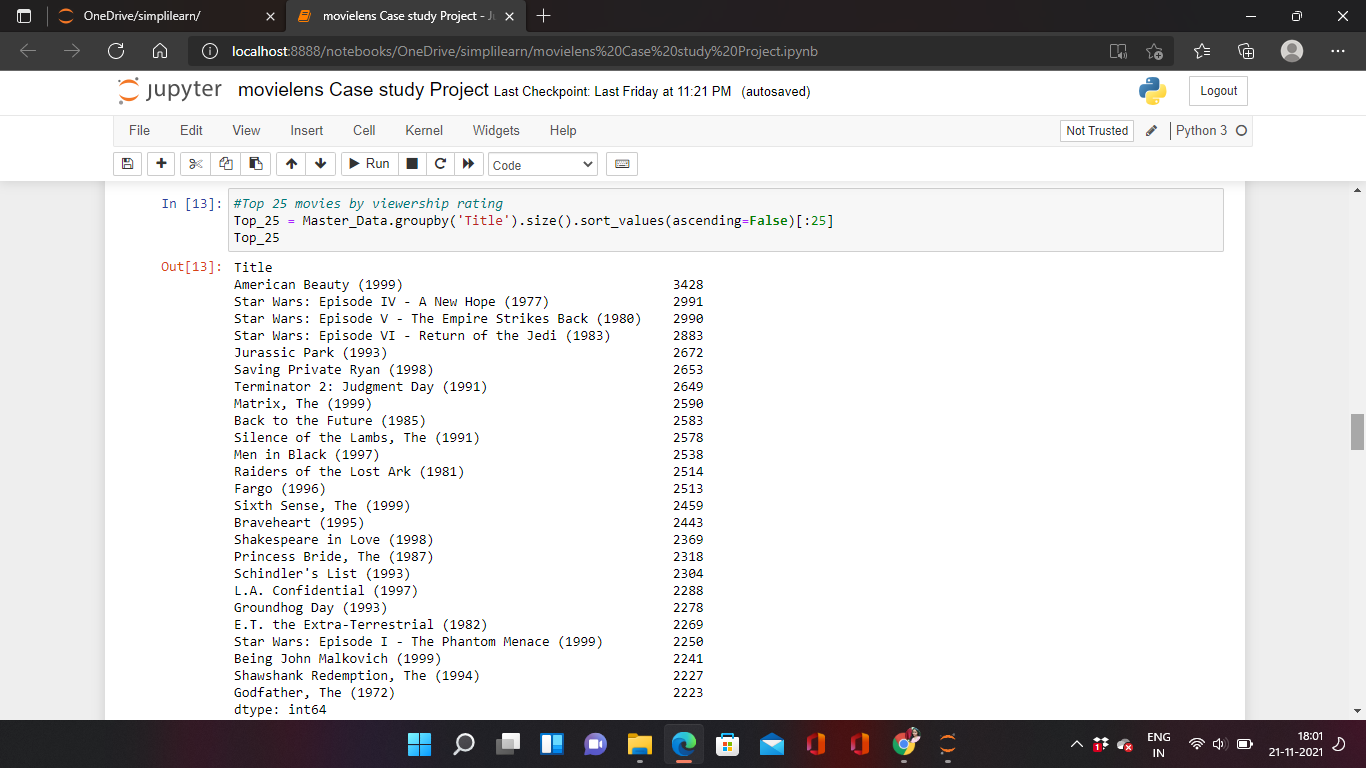 OneDrive/simplilearn/
movielens Case study Project - Ju
localhost:8888/notebooks/OneDrive/simplilearn/movielens%20Case%20study%20Project.ipynb
jupyter movielens Case study Project Last Checkpoint: Last Friday at 11:21 PM (autosaved)
Logout
File Edit View Insert Cell Kernel Widgets Help
Not Trusted Python 3
Run Code
In [13]: #Top 25 movies by viewership rating
Top_25 = Master_Data.groupby('Title').size().sort_values(ascending=False)[:25]
Top_25
Out[13]: Title
American Beauty (1999) 3428
Star Wars: Episode IV - A New Hope (1977) 2991
Star Wars: Episode V - The Empire Strikes Back (1980) 2990
Star Wars: Episode VI - Return of the Jedi (1983) 2883
Jurassic Park (1993) 2672
Saving Private Ryan (1998) 2653
Terminator 2: Judgment Day (1991) 2649
Matrix, The (1999) 2590
Back to the Future (1985) 2583
Silence of the Lambs, The (1991) 2578
Men in Black (1997) 2538
Raiders of the Lost Ark (1981) 2514
Fargo (1996) 2513
Sixth Sense, The (1999) 2459
Braveheart (1995) 2443
Shakespeare in Love (1998) 2369
Princess Bride, The (1987) 2318
Schindler's List (1993) 2304
L.A. Confidential (1997) 2288
Groundhog Day (1993) 2278
E.T. the Extra-Terrestrial (1982) 2269
Star Wars: Episode I - The Phantom Menace (1999) 2250
Being John Malkovich (1999) 2241
Shawshank Redemption, The (1994) 2227
Godfather, The (1972) 2223
dtype: int64
1
ENG
IN
18:01
21-11-2021